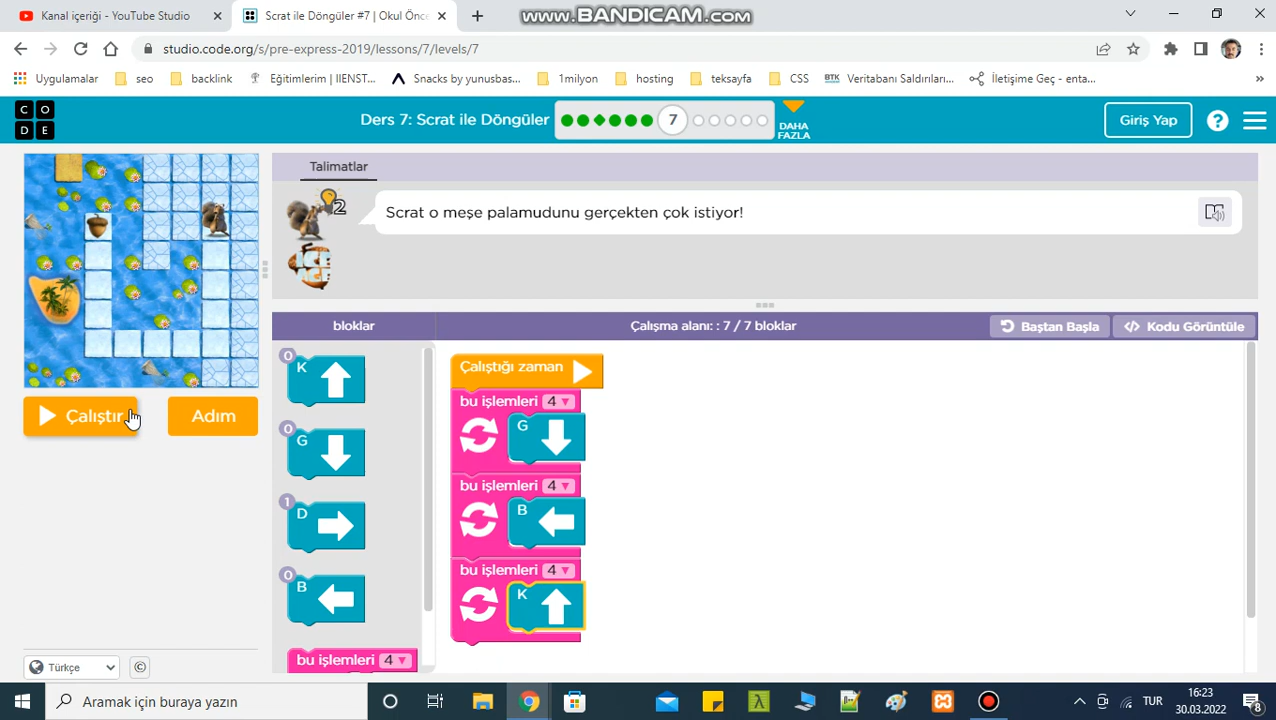 Kanal içeriği - YouTube Studio
Scrat ile Döngüler #7 | Okul Önce
www.BANDICAM.com
studio.code.org/s/pre-express-2019/lessons/7/levels/7
Uygulamalar
seo
backlink
Eğitimlerim | IIENST...
Snacks by yunusbas...
1milyon
hosting
teksayfa
CSS
BTK
Veritabanı Saldırıları...
İletişime Geç - enta...
»
C O
D E
Ders 7: Scrat ile Döngüler
7
DAHA
FAZLA
Giriş Yap
?
Talimatlar
2
Scrat o meşe palamudunu gerçekten çok istiyor!
ICE
AGE
bloklar
Çalışma alanı: : 7 / 7 bloklar
Baştan Başla
</> Kodu Görüntüle
0
K
0
G
1
D
0
B
bu işlemleri 4
Çalıştığı zaman
bu işlemleri 4
G
bu işlemleri 4
B
bu işlemleri 4
K
Çalıştır
Adım
Türkçe
©
Aramak için buraya yazın
TUR
16:23
30.03.2022
8